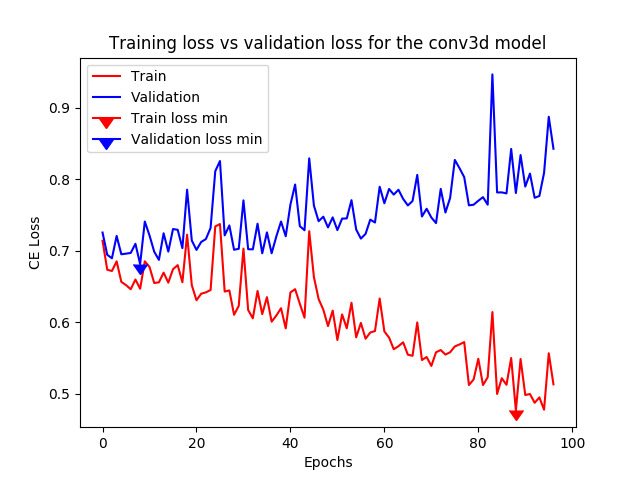 Training loss vs validation loss for the conv3d model
Train
Validation
Train loss min
Validation loss min
CE Loss
0.9
0.8
0.7
0.6
0.5
0 20 40 60 80 100
Epochs